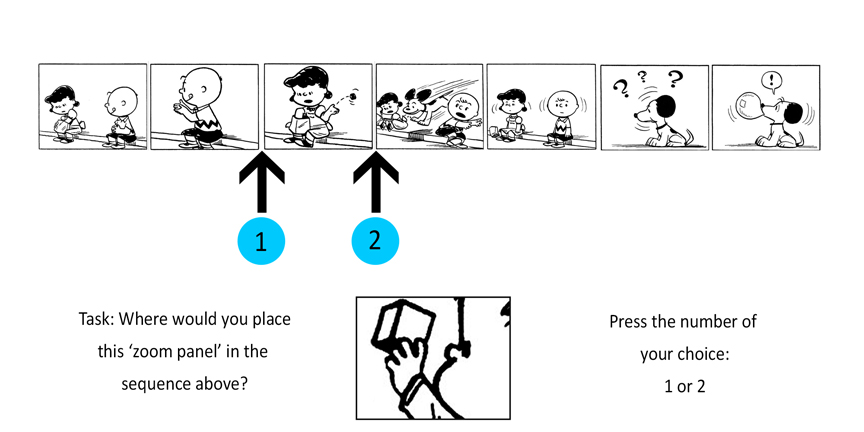 ? ? ?
!
1
2
Task: Where would you place
this ‘zoom panel’ in the
sequence above?
Press the number of
your choice:
1 or 2